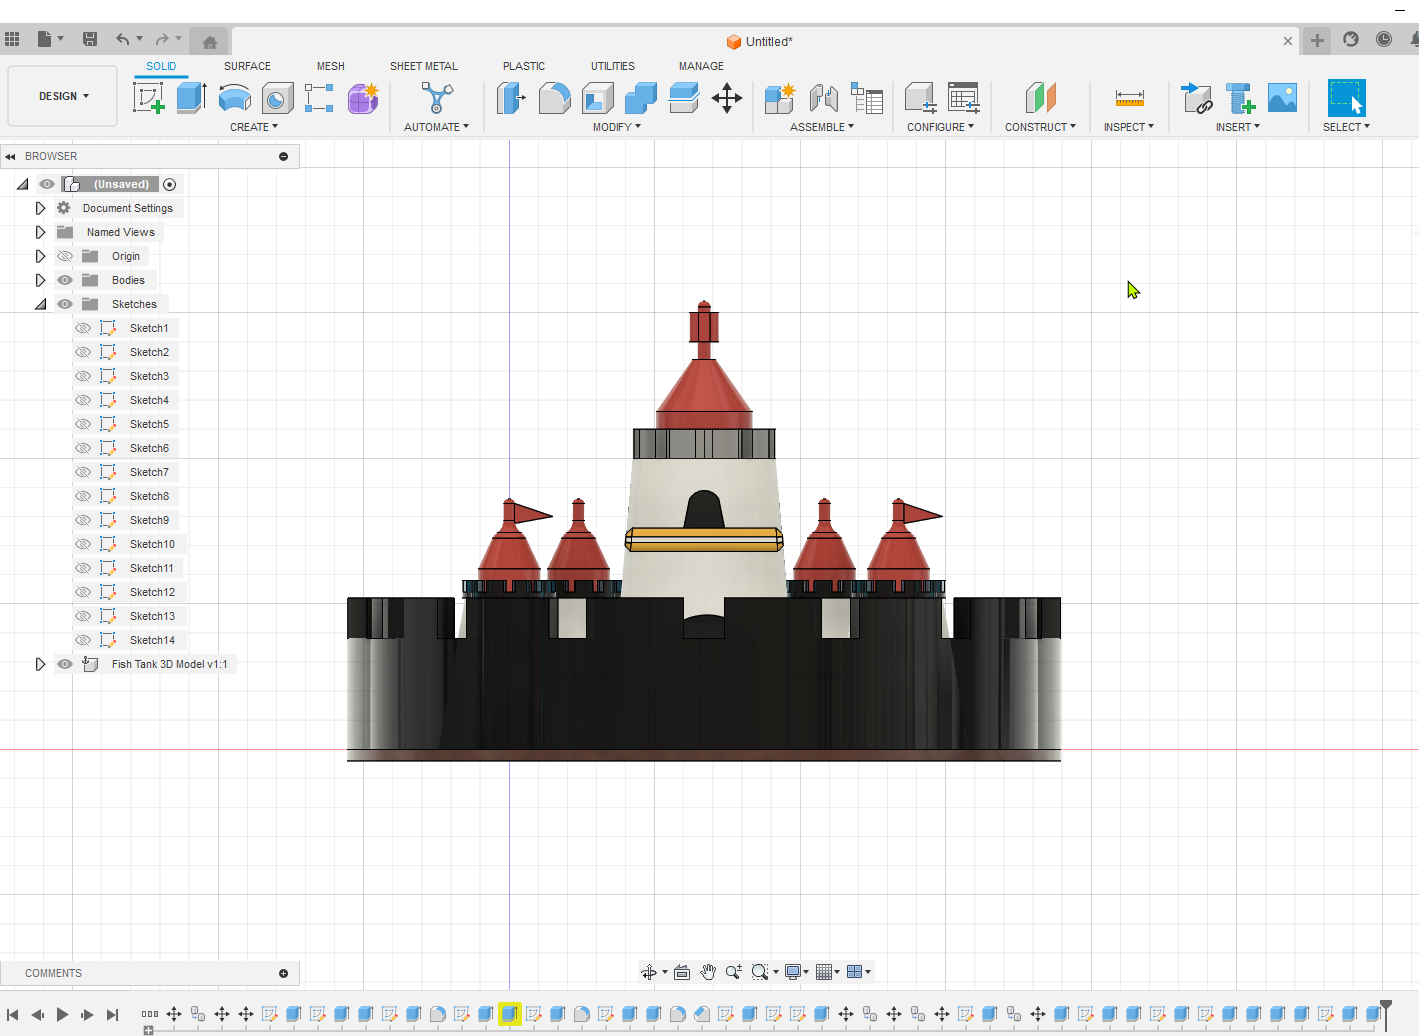 Untitled*
SOLID SURFACE MESH SHEET METAL PLASTIC UTILITIES MANAGE
DESIGN
CREATE AUTOMATE MODIFY ASSEMBLE CONFIGURE CONSTRUCT INSPECT INSERT SELECT
BROWSER
(Unsaved)
Document Settings
Named Views
Origin
Bodies
Sketches
Sketch1
Sketch2
Sketch3
Sketch4
Sketch5
Sketch6
Sketch7
Sketch8
Sketch9
Sketch10
Sketch11
Sketch12
Sketch13
Sketch14
Fish Tank 3D Model v1:1
COMMENTS